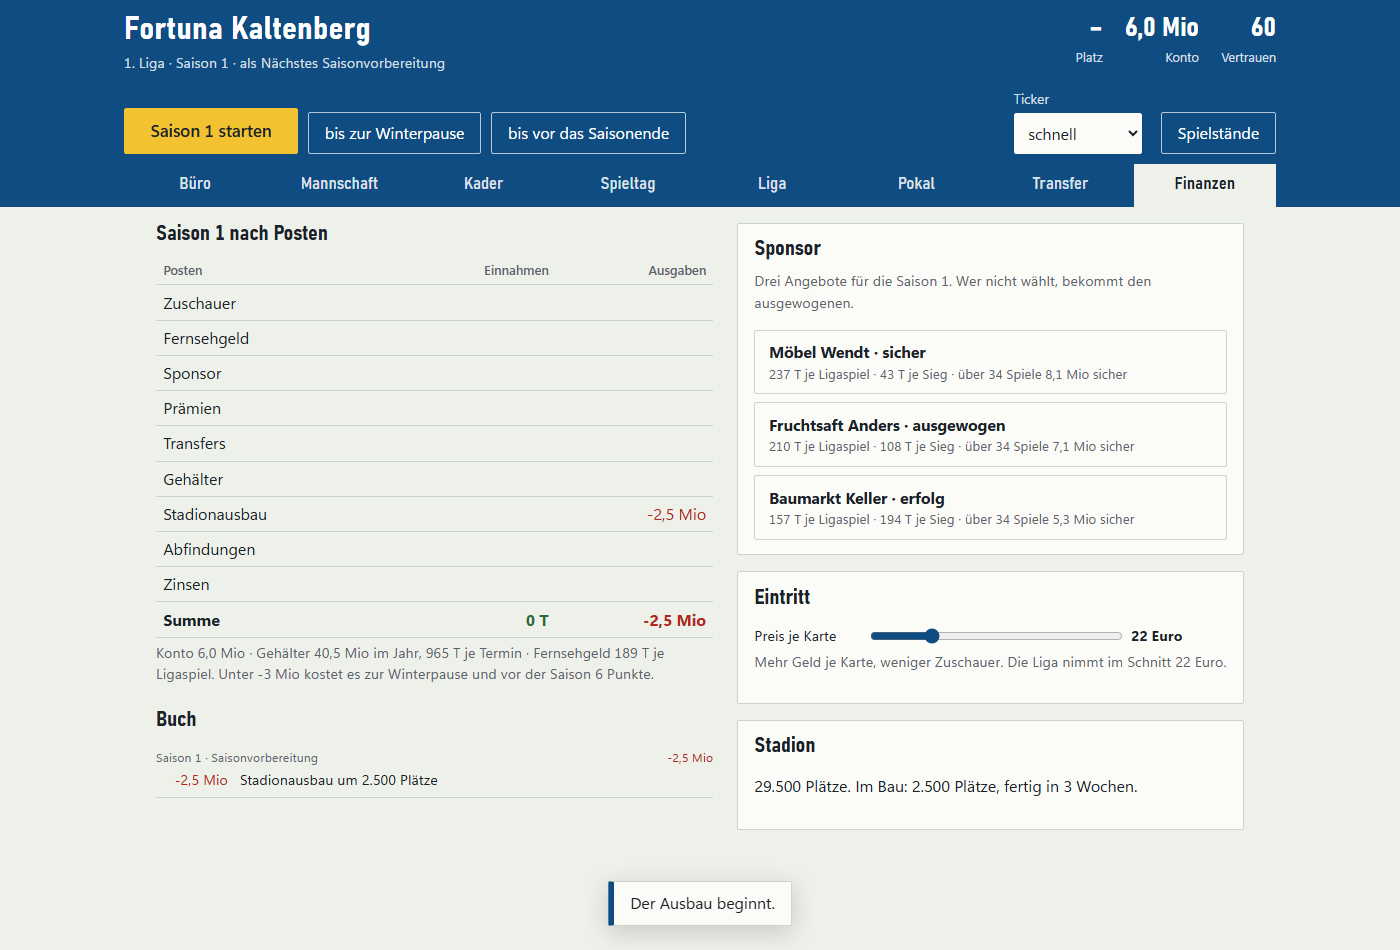 Fortuna Kaltenberg
1. Liga · Saison 1 · als Nächstes Saisonvorbereitung
– 6,0 Mio 60
Platz Konto Vertrauen
Ticker
Saison 1 starten bis zur Winterpause bis vor das Saisonende schnell Spielstände
Büro Mannschaft Kader Spieltag Liga Pokal Transfer Finanzen
Saison 1 nach Posten
Posten Einnahmen Ausgaben
Zuschauer
Fernsehgeld
Sponsor
Prämien
Transfers
Gehälter
Stadionausbau -2,5 Mio
Abfindungen
Zinsen
Summe 0 T -2,5 Mio
Konto 6,0 Mio · Gehälter 40,5 Mio im Jahr, 965 T je Termin · Fernsehgeld 189 T je
Ligaspiel. Unter -3 Mio kostet es zur Winterpause und vor der Saison 6 Punkte.
Buch
Saison 1 · Saisonvorbereitung -2,5 Mio
-2,5 Mio Stadionausbau um 2.500 Plätze
Sponsor
Drei Angebote für die Saison 1. Wer nicht wählt, bekommt den
ausgewogenen.
Möbel Wendt · sicher
237 T je Ligaspiel · 43 T je Sieg · über 34 Spiele 8,1 Mio sicher
Fruchtsaft Anders · ausgewogen
210 T je Ligaspiel · 108 T je Sieg · über 34 Spiele 7,1 Mio sicher
Baumarkt Keller · erfolg
157 T je Ligaspiel · 194 T je Sieg · über 34 Spiele 5,3 Mio sicher
Eintritt
Preis je Karte 22 Euro
Mehr Geld je Karte, weniger Zuschauer. Die Liga nimmt im Schnitt 22 Euro.
Stadion
29.500 Plätze. Im Bau: 2.500 Plätze, fertig in 3 Wochen.
Der Ausbau beginnt.